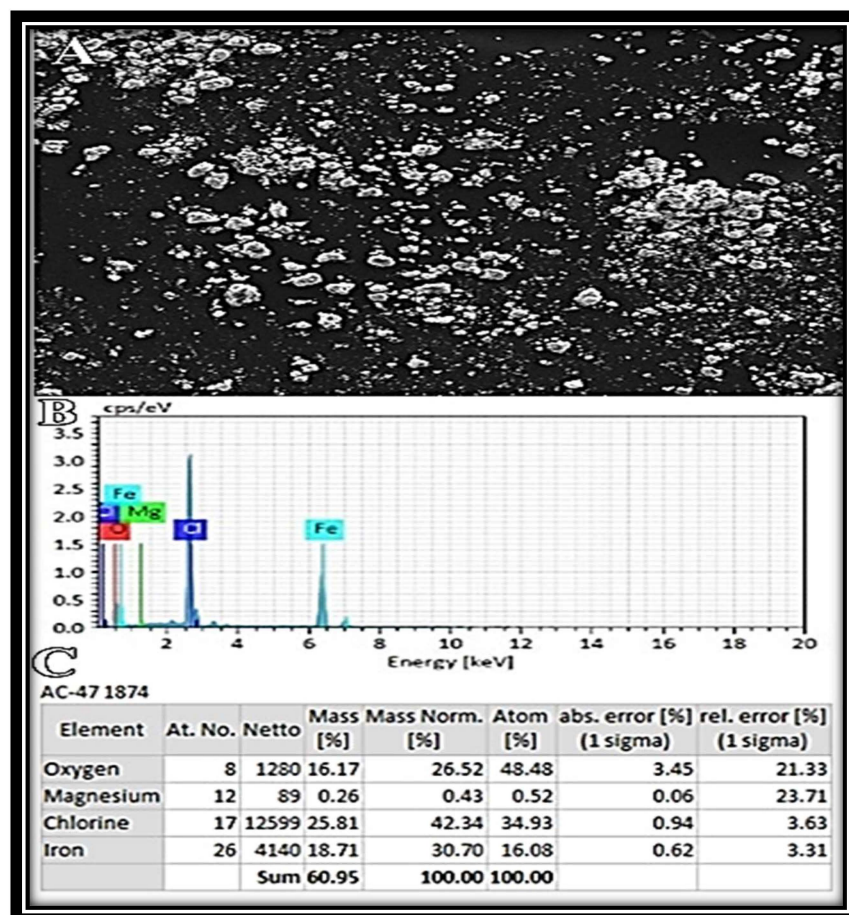 A
B
cps/eV
3.5
3.0
2.5
2.0
1.5
1.0
0.5
0.0
Fe
Mg
O
Cl
Fe
2 4 6 8 10 12 14 16 18 20
Energy [keV]
C
AC-47 1874
Element At. No. Netto Mass [%] Mass Norm. [%] Atom [%] abs. error [%] (1 sigma) rel. error [%] (1 sigma)
Oxygen 8 1280 16.17 26.52 48.48 3.45 21.33
Magnesium 12 89 0.26 0.43 0.52 0.06 23.71
Chlorine 17 12599 25.81 42.34 34.93 0.94 3.63
Iron 26 4140 18.71 30.70 16.08 0.62 3.31
Sum 60.95 100.00 100.00